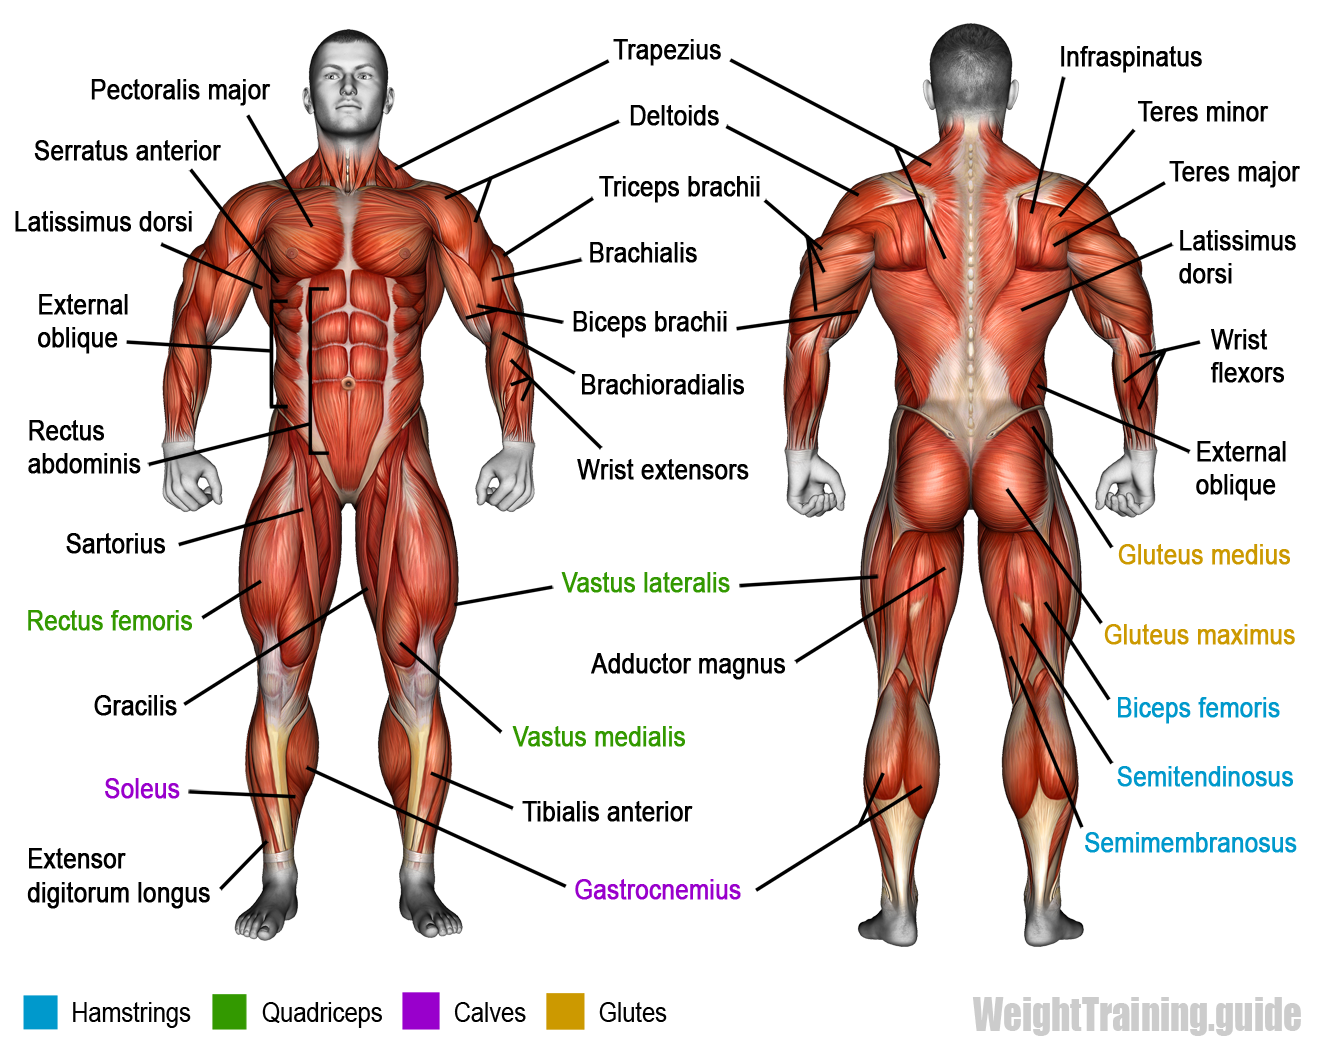 Pectoralis major
Serratus anterior
Latissimus dorsi
External
oblique
Rectus
abdominis
Sartorius
Rectus femoris
Gracilis
Soleus
Extensor
digitorum longus
Trapezius
Deltoids
Triceps brachii
Brachialis
Biceps brachii
Brachioradialis
Wrist extensors
Vastus lateralis
Adductor magnus
Vastus medialis
Tibialis anterior
Gastrocnemius
Infraspinatus
Teres minor
Teres major
Latissimus
dorsi
Wrist
flexors
External
oblique
Gluteus medius
Gluteus maximus
Biceps femoris
Semitendinosus
Semimembranosus
Hamstrings
Quadriceps
Calves
Glutes
WeightTraining.guide